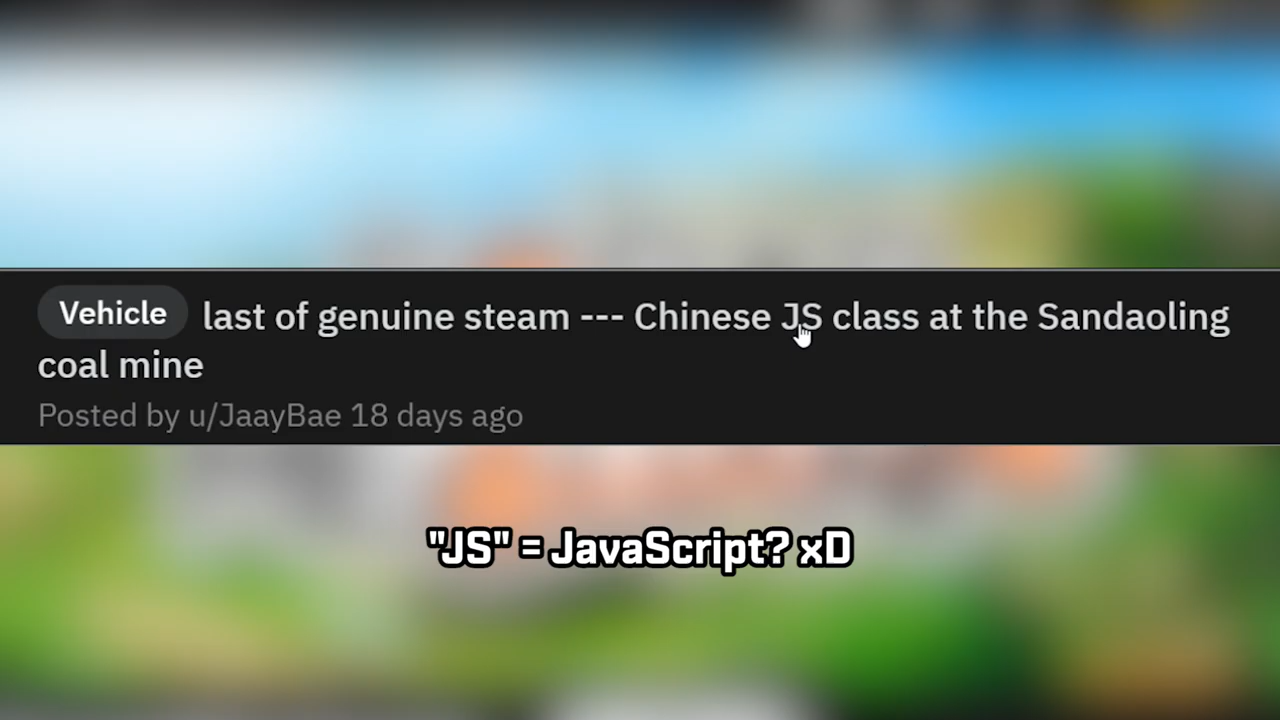 Vehicle last of genuine steam --- Chinese JS class at the Sandaoling
coal mine
Posted by u/JaayBae 18 days ago
"JS" = JavaScript? xD